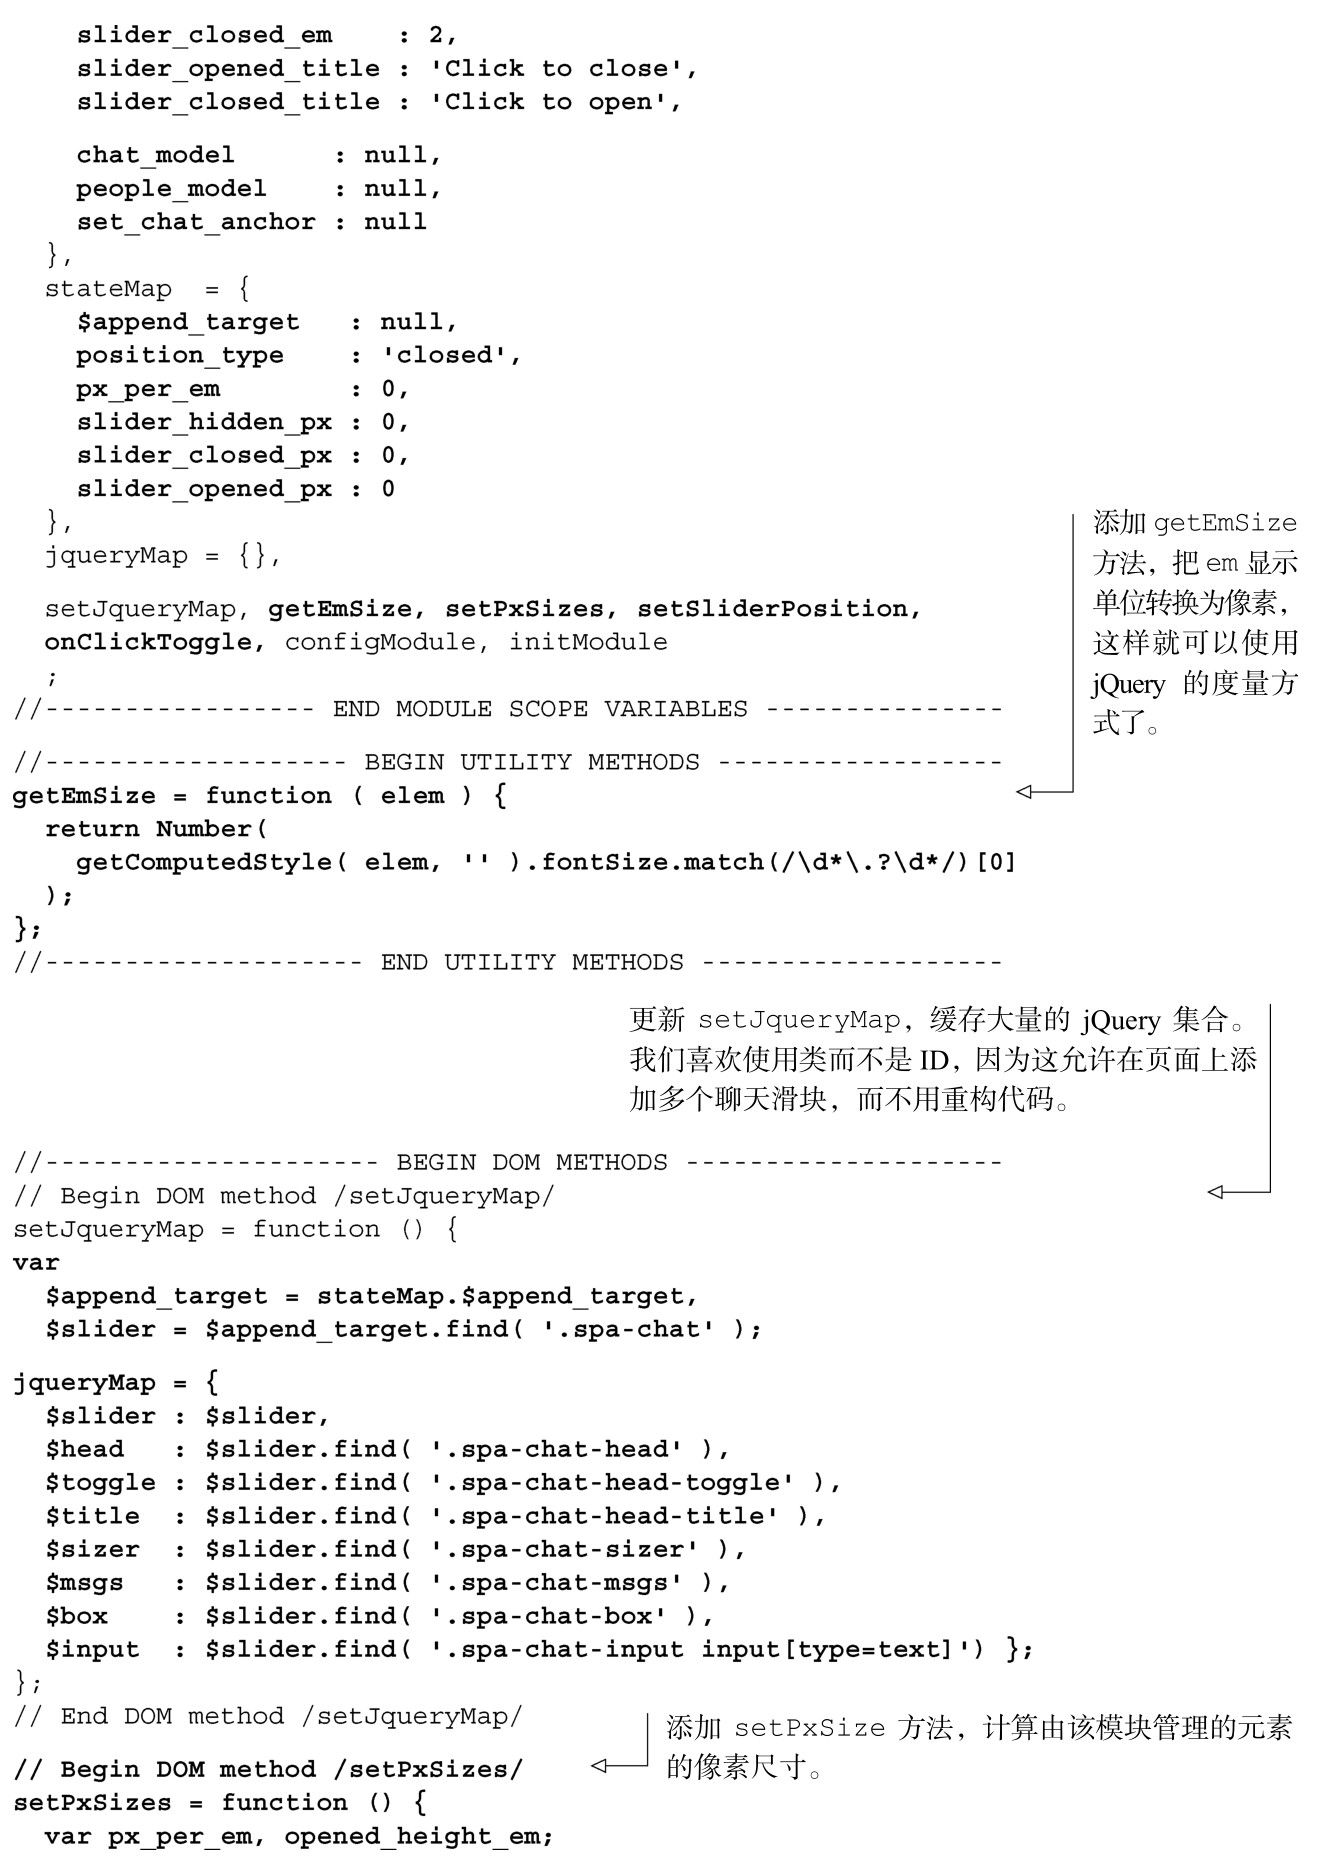 slider_closed_em    : 2,
    slider_opened_title : 'Click to close',
    slider_closed_title : 'Click to open',

    chat_model      : null,
    people_model    : null,
    set_chat_anchor : null
  },
  stateMap  = {
    $append_target   : null,
    position_type    : 'closed',
    px_per_em        : 0,
    slider_hidden_px : 0,
    slider_closed_px : 0,
    slider_opened_px : 0
  },
  jqueryMap = {},

  setJqueryMap, getEmSize, setPxSizes, setSliderPosition,
  onClickToggle, configModule, initModule
  ;
//----------------- END MODULE SCOPE VARIABLES ---------------
添加 getEmSize
方法，把 em 显示
单位转换为像素，
这样就可以使用
jQuery 的度量方
式了。

//------------------- BEGIN UTILITY METHODS ------------------
getEmSize = function ( elem ) {
  return Number(
    getComputedStyle( elem, '' ).fontSize.match(/\d*\.?\d*/)[0]
  );
};
//-------------------- END UTILITY METHODS -------------------
更新 setJqueryMap，缓存大量的 jQuery 集合。
我们喜欢使用类而不是 ID，因为这允许在页面上添
加多个聊天滑块，而不用重构代码。

//--------------------- BEGIN DOM METHODS --------------------
// Begin DOM method /setJqueryMap/
setJqueryMap = function () {
var
  $append_target = stateMap.$append_target,
  $slider = $append_target.find( '.spa-chat' );

jqueryMap = {
  $slider : $slider,
  $head   : $slider.find( '.spa-chat-head' ),
  $toggle : $slider.find( '.spa-chat-head-toggle' ),
  $title  : $slider.find( '.spa-chat-head-title' ),
  $sizer  : $slider.find( '.spa-chat-sizer' ),
  $msgs   : $slider.find( '.spa-chat-msgs' ),
  $box    : $slider.find( '.spa-chat-box' ),
  $input  : $slider.find( '.spa-chat-input input[type=text]') };
};
// End DOM method /setJqueryMap/
添加 setPxSize 方法，计算由该模块管理的元素
的像素尺寸。

// Begin DOM method /setPxSizes/
setPxSizes = function () {
  var px_per_em, opened_height_em;